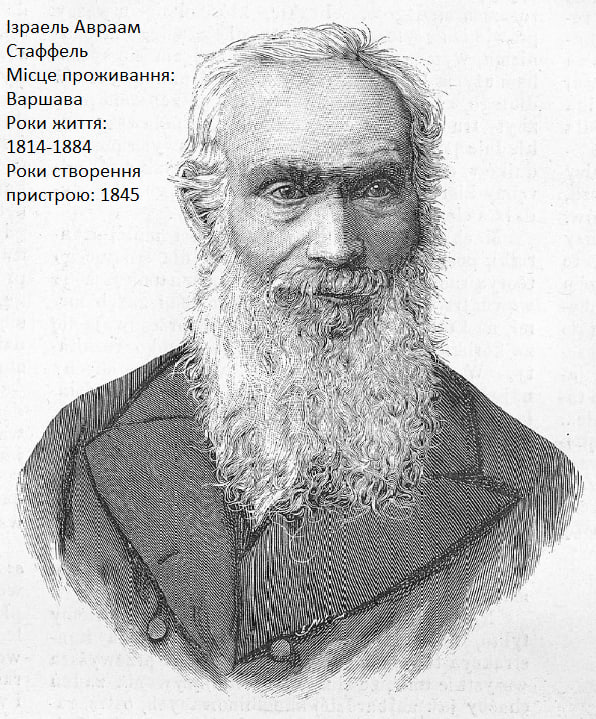 Ізраель Авраам
Стаффель
Місце проживання:
Варшава
Роки життя:
1814-1884
Роки створення
пристрою: 1845